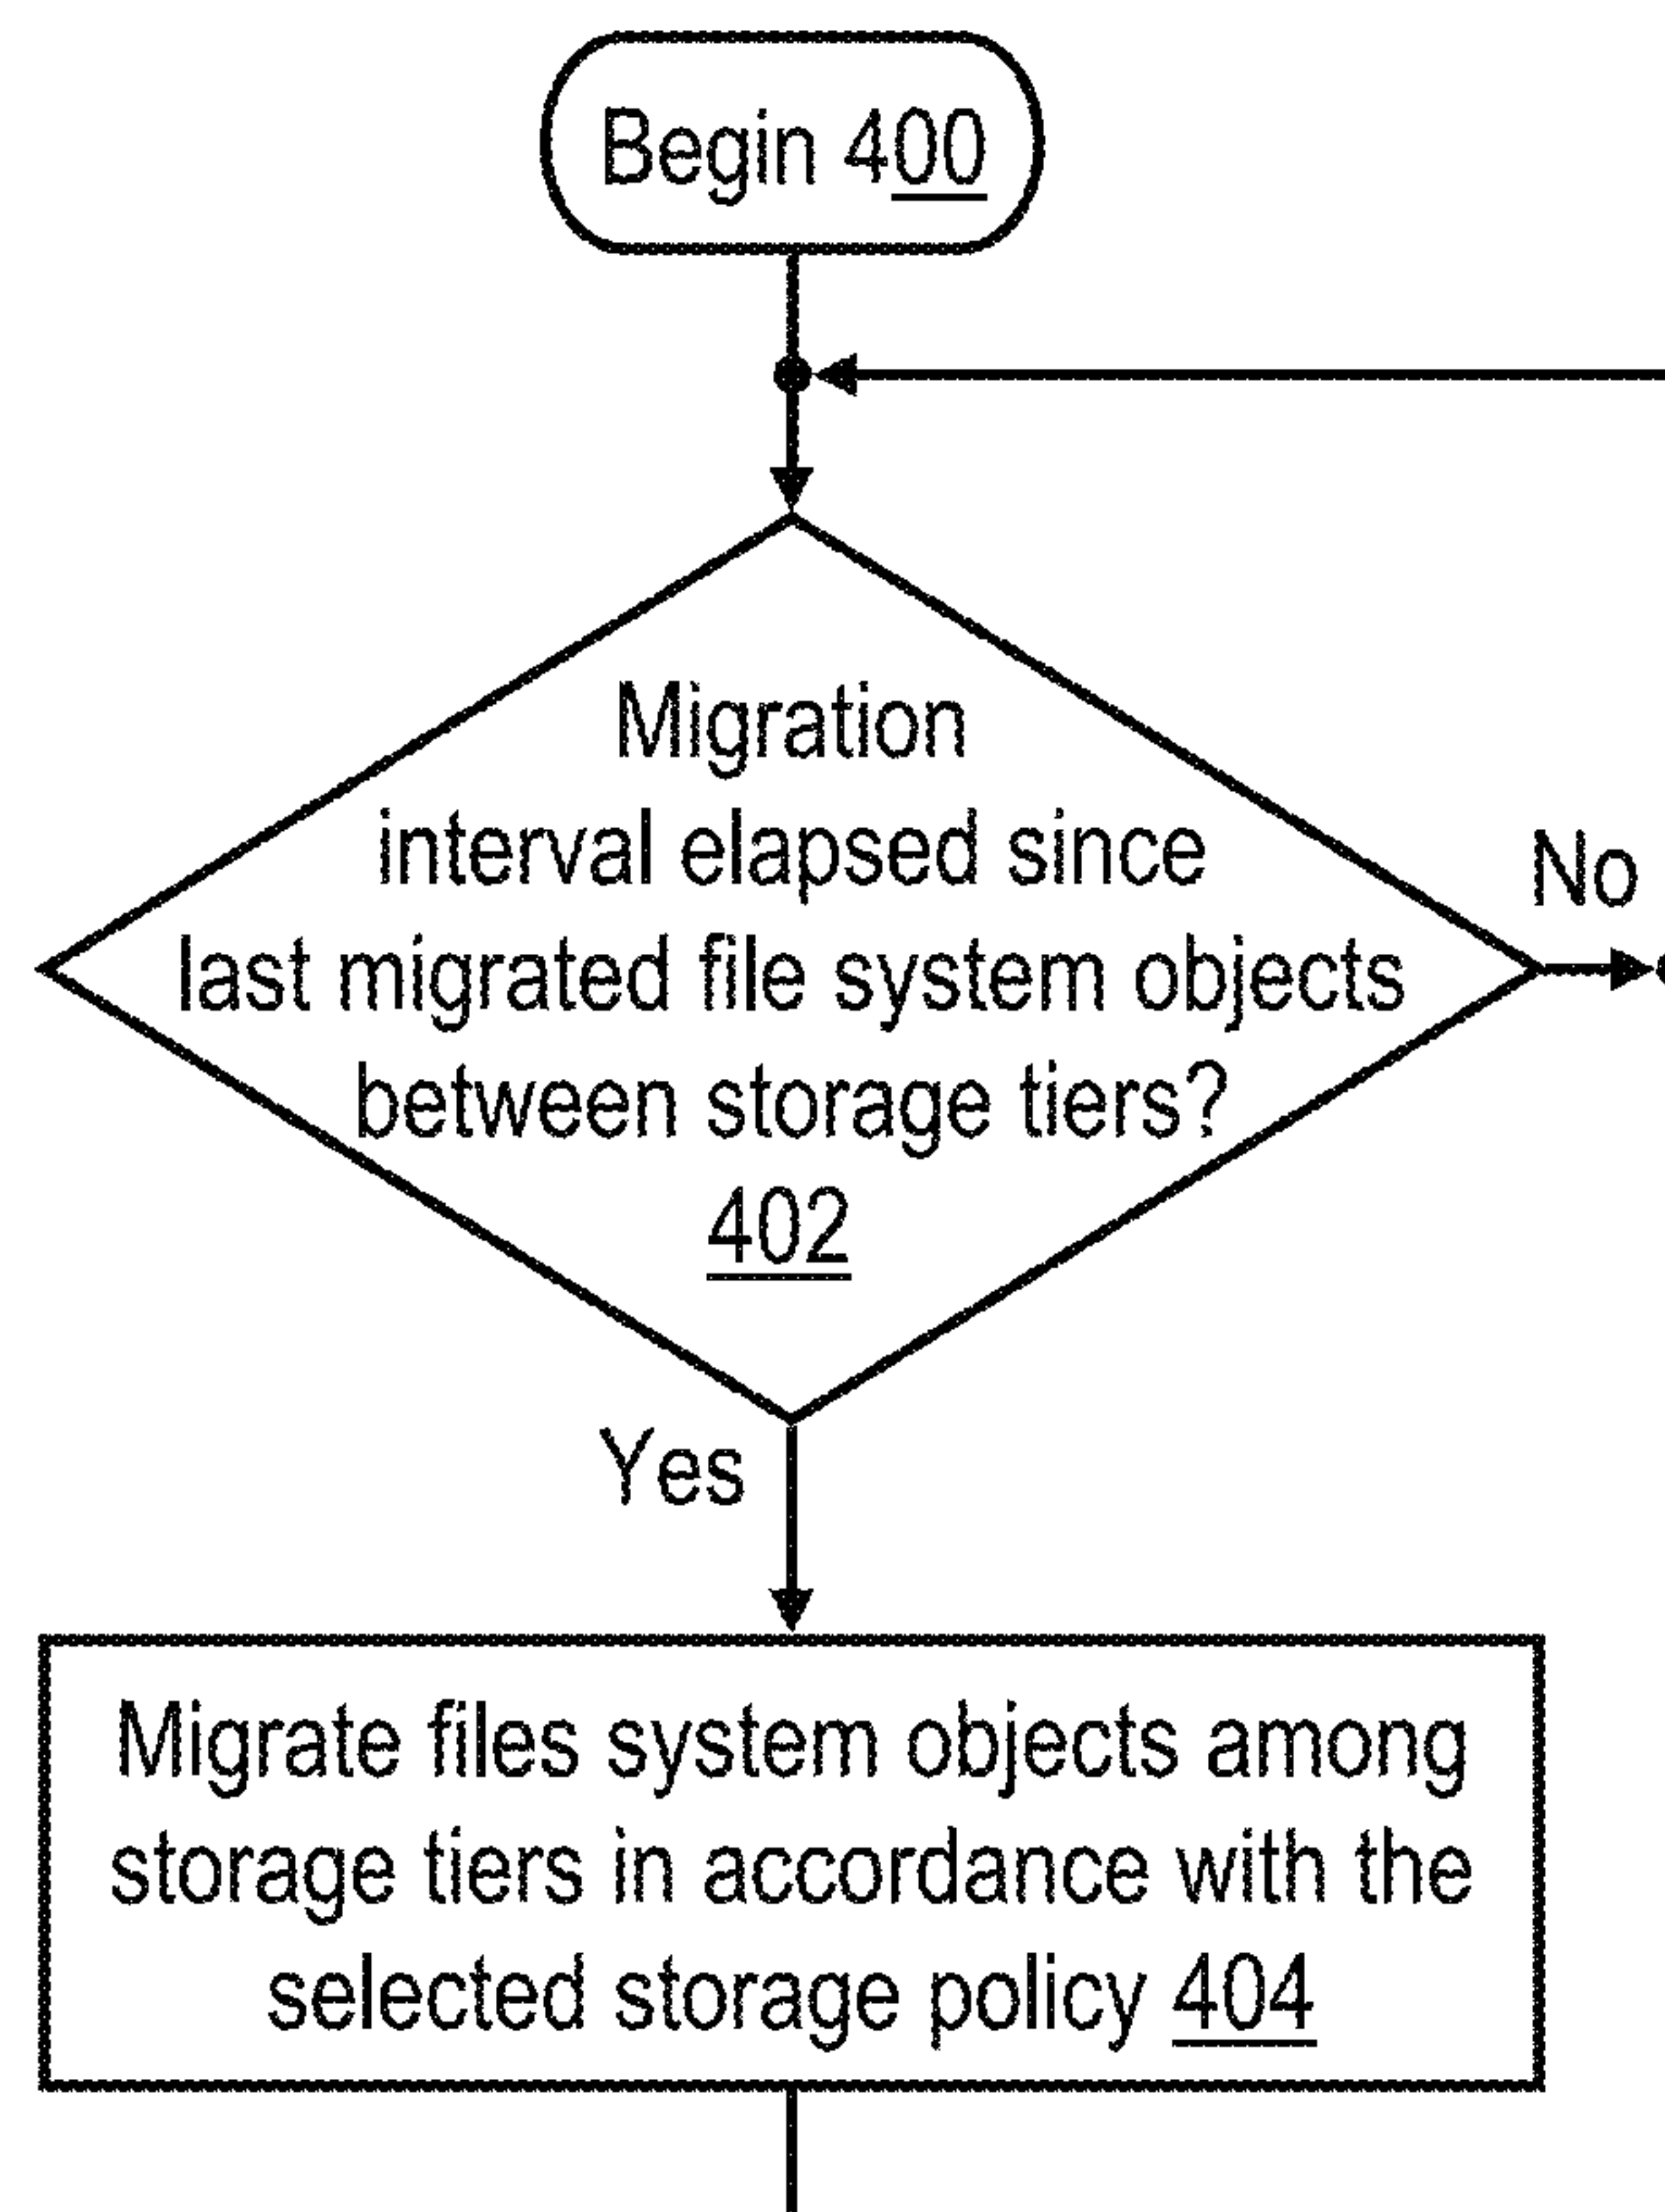 Begin 400
Migration
interval elapsed since
No
last migrated file system objects
between storage tiers?
402
Yes
Migrate files system objects among
storage tiers in accordance with the
selected storage policy 404